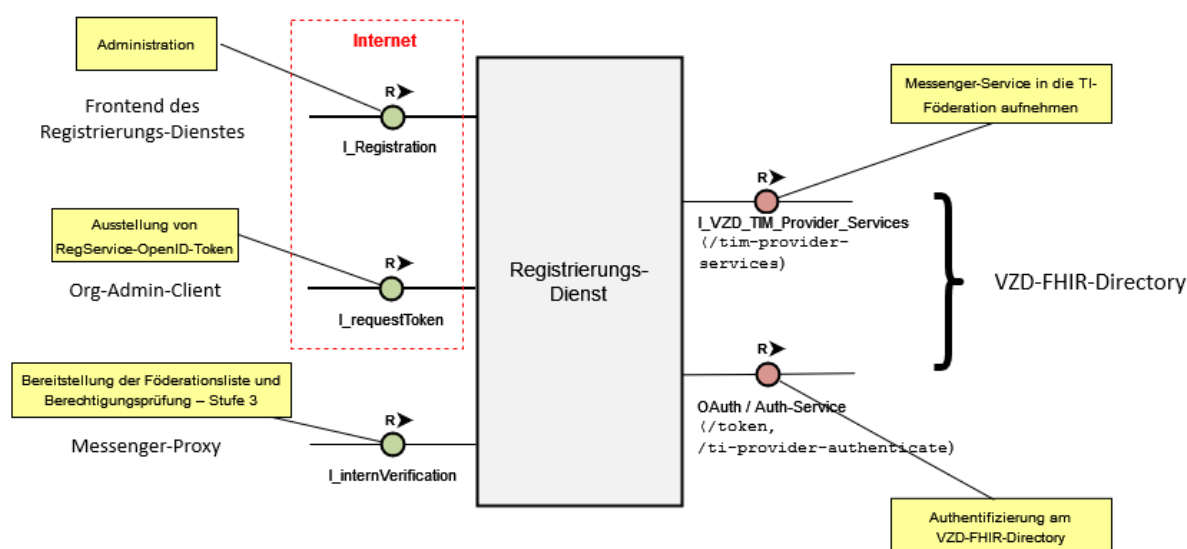 Administration
Internet
R
Frontend des
Registrierungs-Dienstes
I_Registration
Ausstellung von
RegService-OpenID-Token
R
Org-Admin-Client
I_requestToken
Bereitstellung der Föderationsliste und
Berechtigungsprüfung – Stufe 3
R
Messenger-Proxy
I_internVerification
Registrierungs-
Dienst
Messenger-Service in die TI-
Föderation aufnehmen
R
I_VZD_TIM_Provider_Services
(/tim-provider-
services)
VZD-FHIR-Directory
R
OAuth / Auth-Service
(/token,
/ti-provider-authenticate)
Authentifizierung am
VZD-FHIR-Directory